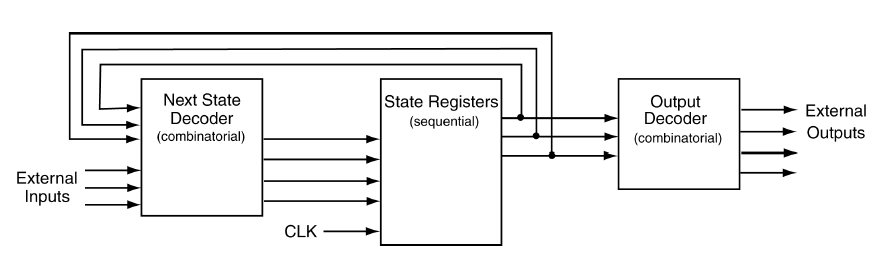 Next State
Decoder
(combinatorial)
State Registers
(sequential)
Output
Decoder
(combinatorial)
External
Outputs
External
Inputs
CLK